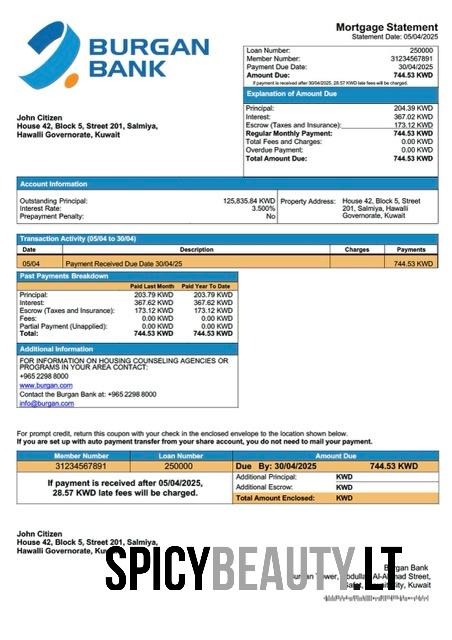 BURGAN
BANK
Mortgage Statement
Statement Date: 05/04/2025
Loan Number: 250000
Member Number: 31234567891
Payment Due Date: 30/04/2025
Amount Due: 744.53 KWD
If payment is received after 30/04/2025, 28.57 KWD late fees will be charged.
Explanation of Amount Due
Principal: 204.39 KWD
Interest: 367.02 KWD
Escrow (Taxes and Insurance): 173.12 KWD
Regular Monthly Payment: 744.53 KWD
Total Fees and Charges: 0.00 KWD
Overdue Payment: 0.00 KWD
Total Amount Due: 744.53 KWD
John Citizen
House 42, Block 5, Street 201, Salmiya,
Hawalli Governorate, Kuwait
Account Information
Outstanding Principal: 125,835.84 KWD
Interest Rate: 3.500%
Prepayment Penalty: No
Property Address: House 42, Block 5, Street
201, Salmiya, Hawalli
Governorate, Kuwait
Transaction Activity (05/04 to 30/04)
Date Description Charges Payments
05/04 Payment Received Due Date 30/04/25 744.53 KWD
Past Payments Breakdown
Paid Last Month Paid Year To Date
Principal: 203.79 KWD 203.79 KWD
Interest: 367.62 KWD 367.62 KWD
Escrow (Taxes and Insurance): 173.12 KWD 173.12 KWD
Fees: 0.00 KWD 0.00 KWD
Partial Payment (Unapplied): 0.00 KWD 0.00 KWD
Total: 744.53 KWD 744.53 KWD
Additional Information
FOR INFORMATION ON HOUSING COUNSELING AGENCIES OR
PROGRAMS IN YOUR AREA CONTACT:
+965 2298 8000
www.burgan.com
Contact the Burgan Bank at: +965 2298 8000
info@burgan.com
For prompt credit, return this coupon with your check in the enclosed envelope to the location shown below.
If you are set up with auto payment transfer from your share account, you do not need to mail your payment.
Member Number Loan Number Amount Due
31234567891 250000 Due By: 30/04/2025 744.53 KWD
If payment is received after 05/04/2025,
28.57 KWD late fees will be charged.
Additional Principal: KWD
Additional Escrow: KWD
Total Amount Enclosed: KWD
John Citizen
House 42, Block 5, Street 201, Salmiya,
Hawalli Governorate,
SPICYBEAUTY.LT
Bank
Street,